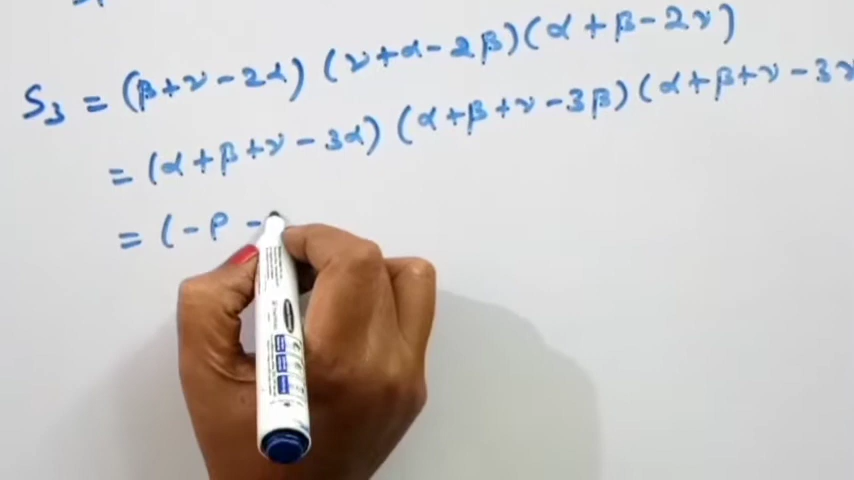 S₃ = (β+γ-2α)(γ+α-2β)(α+β-2γ)
= (α+β+γ-3α)(α+β+γ-3β)(α+β+γ-3γ
= (-p -